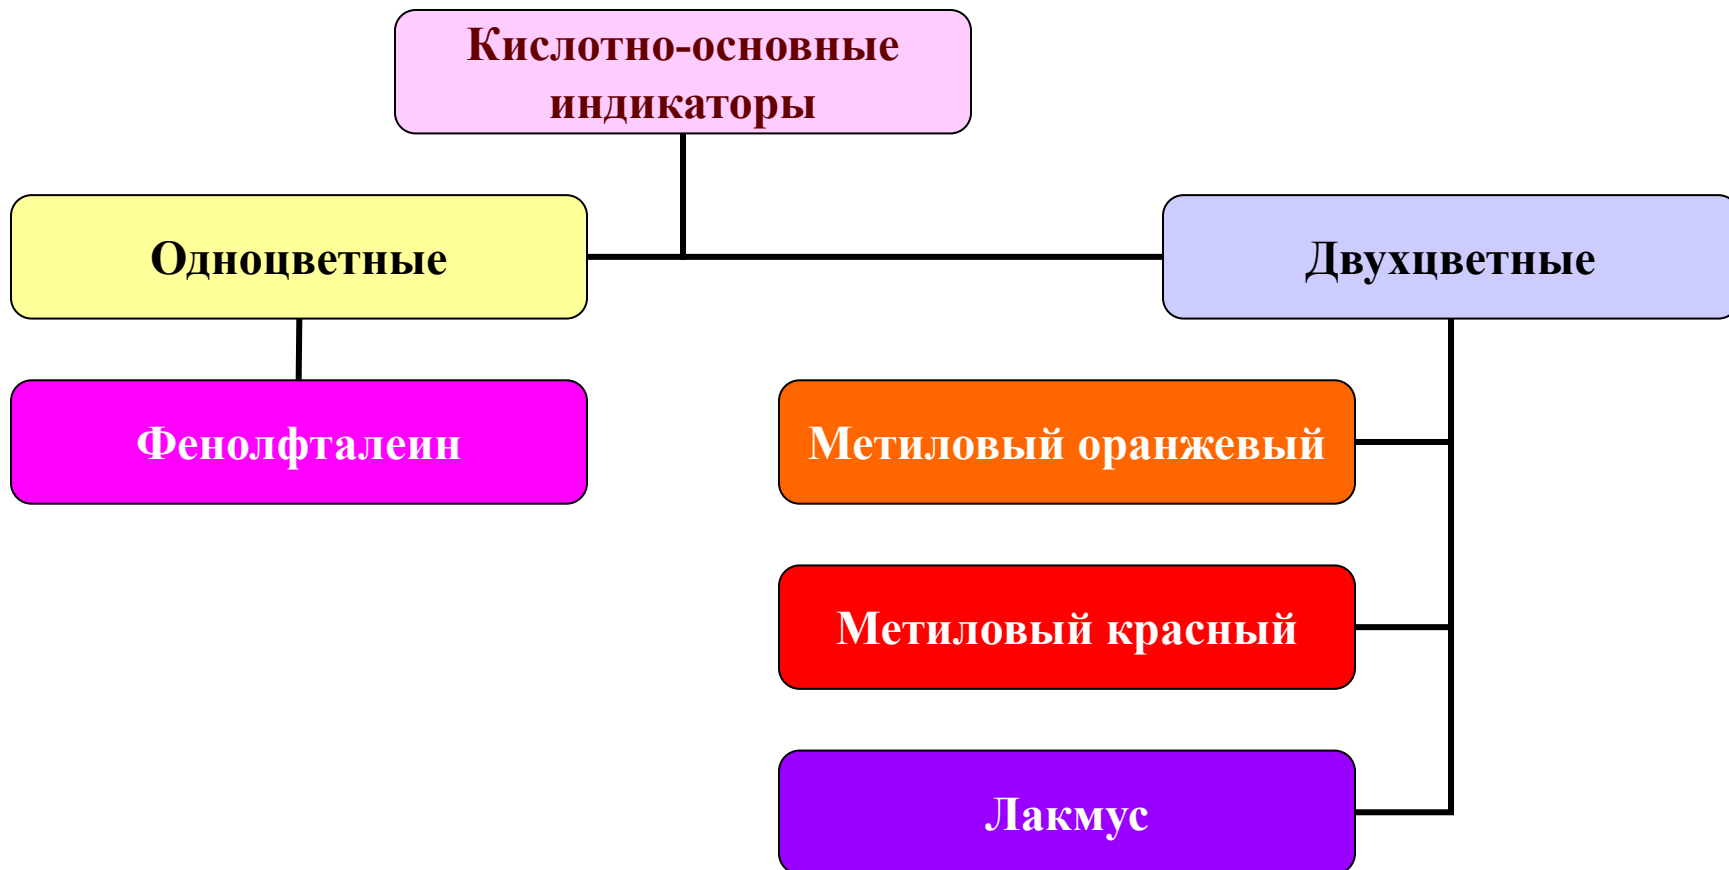 Кислотно-основные
индикаторы
Одноцветные
Двухцветные
Фенолфталеин
Метиловый оранжевый
Метиловый красный
Лакмус